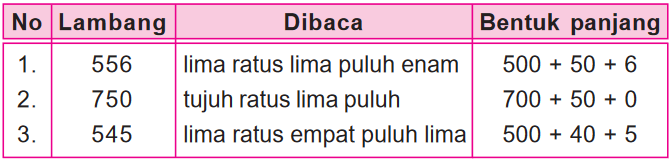 No Lambang Dibaca Bentuk panjang
1. 556 lima ratus lima puluh enam 500 + 50 + 6
2. 750 tujuh ratus lima puluh 700 + 50 + 0
3. 545 lima ratus empat puluh lima 500 + 40 + 5